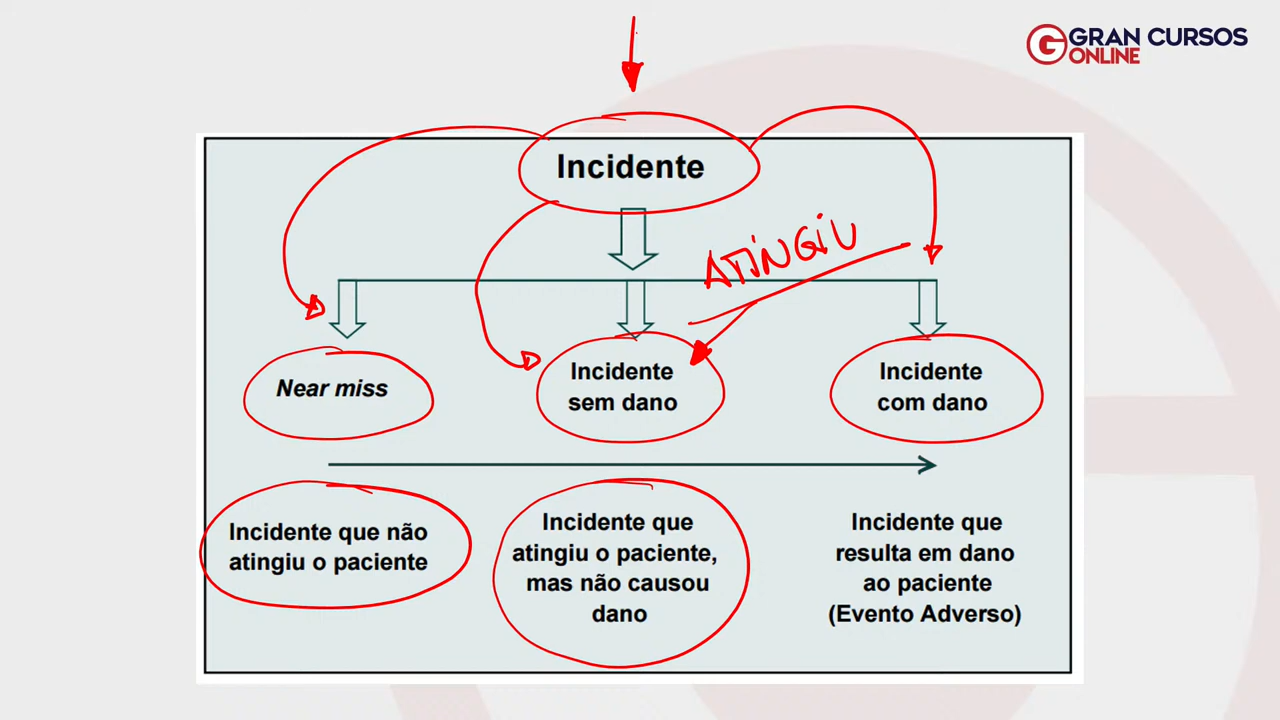 GRAN CURSOS
ONLINE
Incidente
ATINGIU
Near miss
Incidente
sem dano
Incidente
com dano
Incidente que não
atingiu o paciente
Incidente que
atingiu o paciente,
mas não causou
dano
Incidente que
resulta em dano
ao paciente
(Evento Adverso)